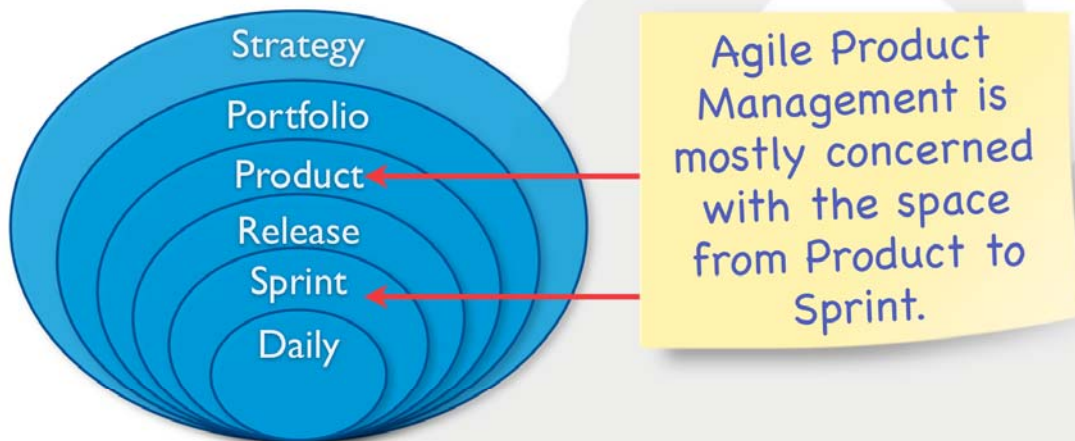 Strategy
Portfolio
Product
Release
Sprint
Daily
Agile Product
Management is
mostly concerned
with the space
from Product to
Sprint.